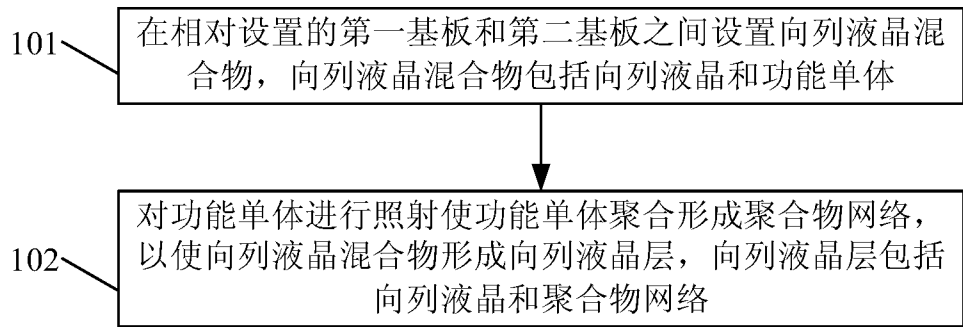 101
在相对设置的第一基板和第二基板之间设置向列液晶混
合物，向列液晶混合物包括向列液晶和功能单体
102
对功能单体进行照射使功能单体聚合形成聚合物网络，
以使向列液晶混合物形成向列液晶层，向列液晶层包括
向列液晶和聚合物网络